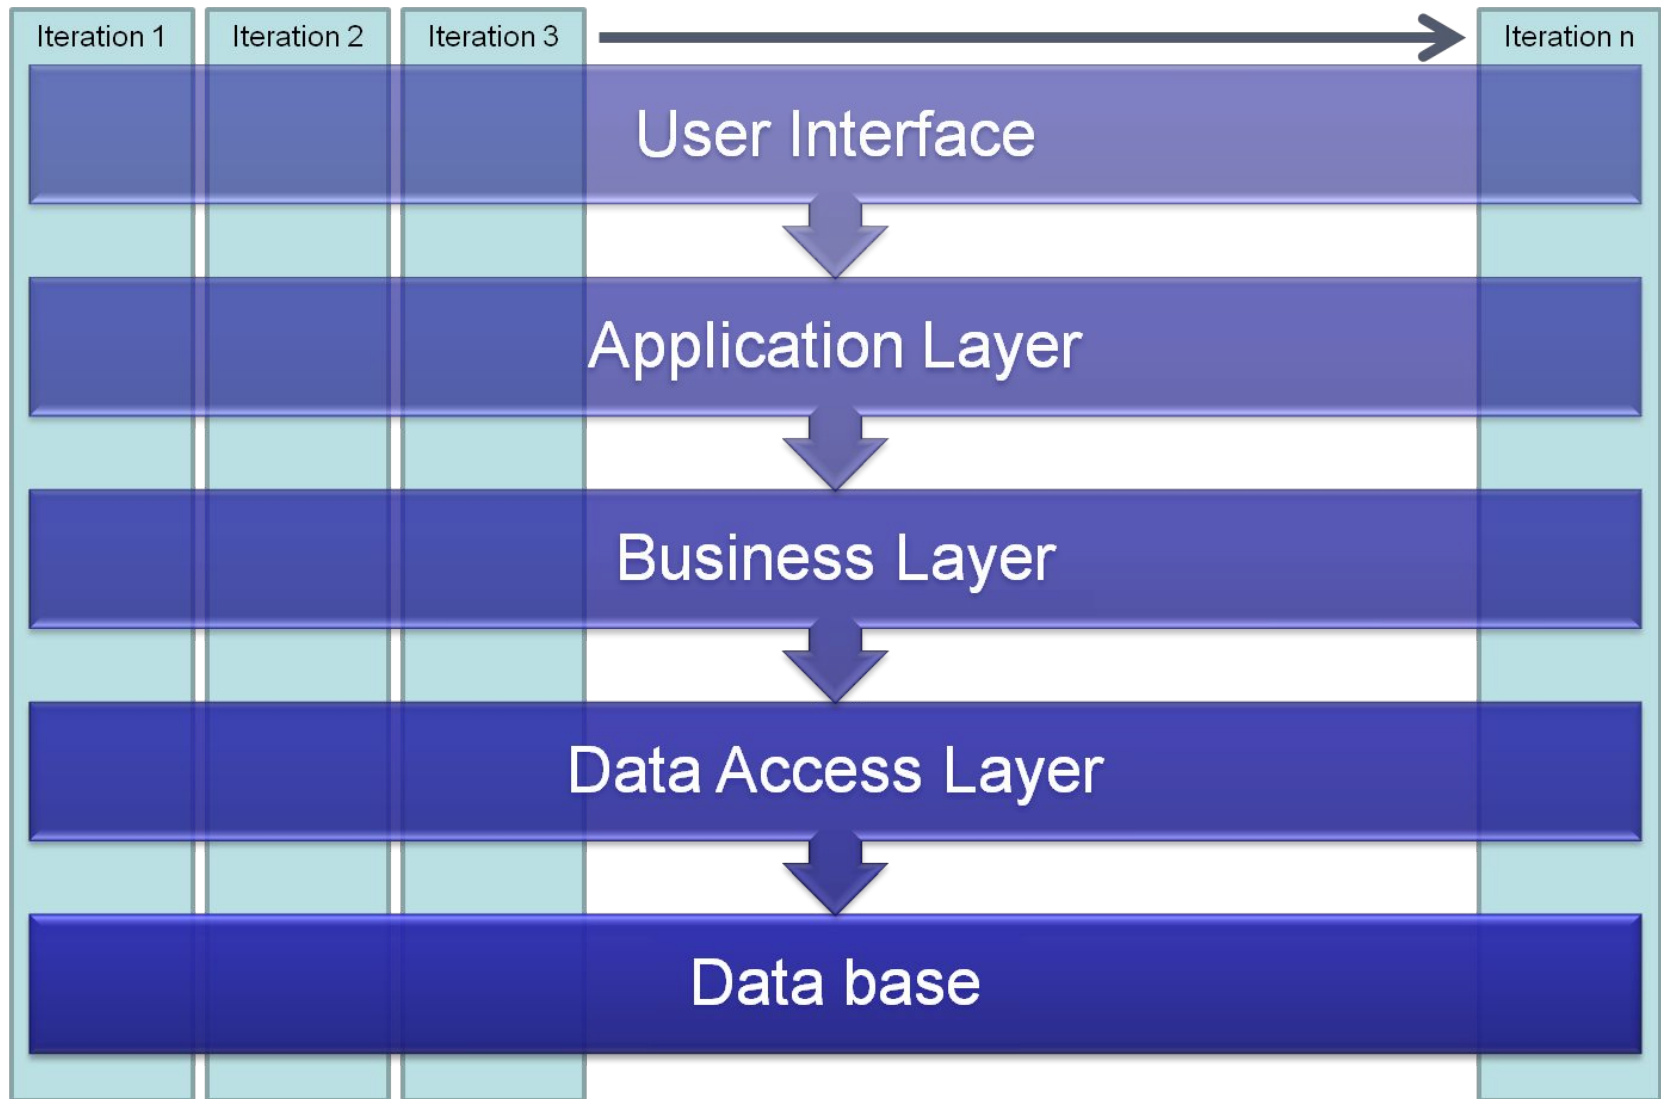 Iteration 1
Iteration 2
Iteration 3
Iteration n
User Interface
Application Layer
Business Layer
Data Access Layer
Data base